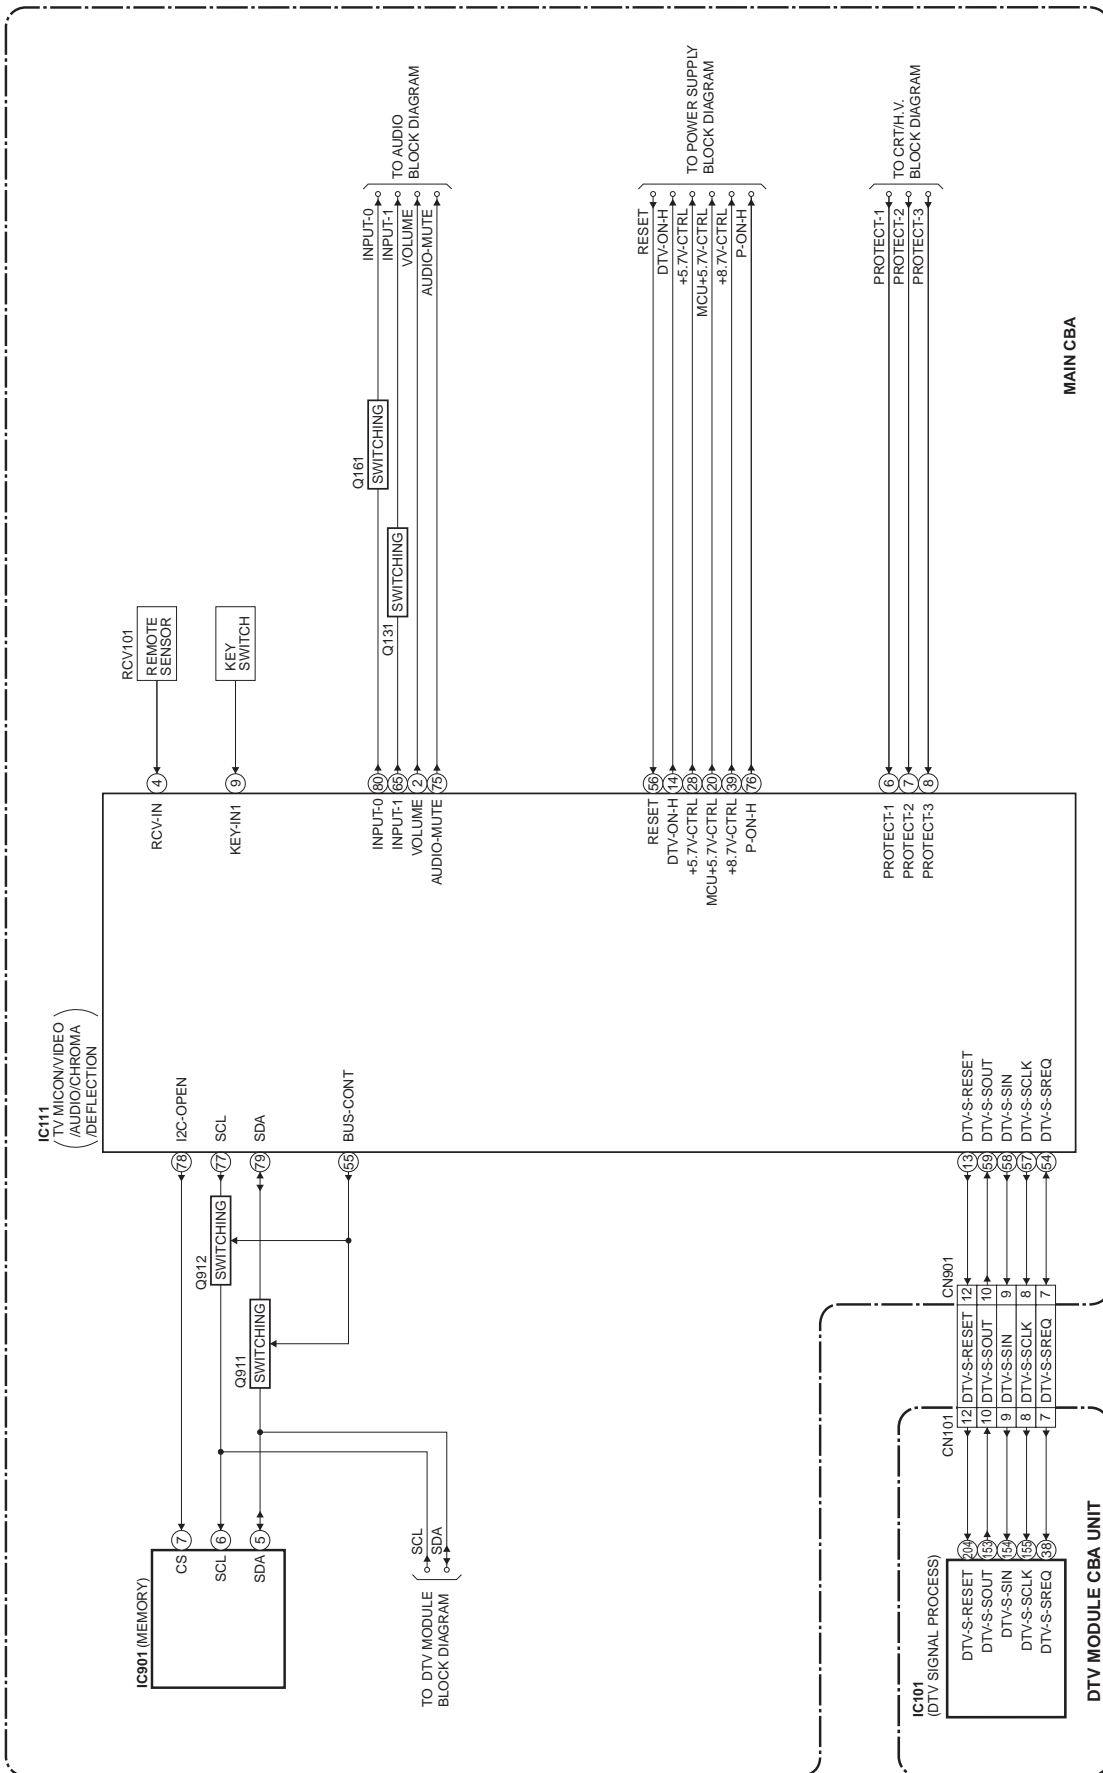 IC901 (MEMORY)
CS
SCL
SDA
7
6
5
TO DTV MODULE
BLOCK DIAGRAM
SCL
SDA
Q911
SWITCHING
Q912
SWITCHING
78
77
79
55
I2C-OPEN
SCL
SDA
BUS-CONT
IC111
TV MICON/VIDEO
/AUDIO/CHROMA
/DEFLECTION
RCV-IN
KEY-IN1
4
9
RCV101
REMOTE
SENSOR
KEY
SWITCH
INPUT-0
INPUT-1
VOLUME
AUDIO-MUTE
80
65
2
75
Q131
SWITCHING
Q161
SWITCHING
INPUT-0
INPUT-1
VOLUME
AUDIO-MUTE
TO AUDIO
BLOCK DIAGRAM
RESET
DTV-ON-H
+5.7V-CTRL
MCU+5.7V-CTRL
+8.7V-CTRL
P-ON-H
56
14
28
20
39
76
RESET
DTV-ON-H
+5.7V-CTRL
MCU+5.7V-CTRL
+8.7V-CTRL
P-ON-H
TO POWER SUPPLY
BLOCK DIAGRAM
PROTECT-1
PROTECT-2
PROTECT-3
6
7
8
PROTECT-1
PROTECT-2
PROTECT-3
TO CRT/H.V.
BLOCK DIAGRAM
MAIN CBA
IC101
(DTV SIGNAL PROCESS)
DTV-S-RESET
DTV-S-SOUT
DTV-S-SIN
DTV-S-SCLK
DTV-S-SREQ
204
153
154
155
38
CN101
CN901
12 DTV-S-RESET 12
10 DTV-S-SOUT 10
9 DTV-S-SIN 9
8 DTV-S-SCLK 8
7 DTV-S-SREQ 7
13
59
58
57
54
DTV-S-RESET
DTV-S-SOUT
DTV-S-SIN
DTV-S-SCLK
DTV-S-SREQ
DTV MODULE CBA UNIT